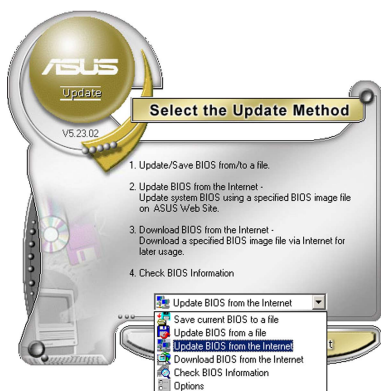 ASUS
Update
V5.23.02
Select the Update Method
1. Update/Save BIOS from/to a file.
2. Update BIOS from the Internet -
Update system BIOS using a specified BIOS image file
on ASUS Web Site.
3. Download BIOS from the Internet -
Download a specified BIOS image file via Internet for
later usage.
4. Check BIOS Information
Update BIOS from the Internet
Save current BIOS to a file
Update BIOS from a file
Update BIOS from the Internet
Download BIOS from the Internet
Check BIOS Information
Options